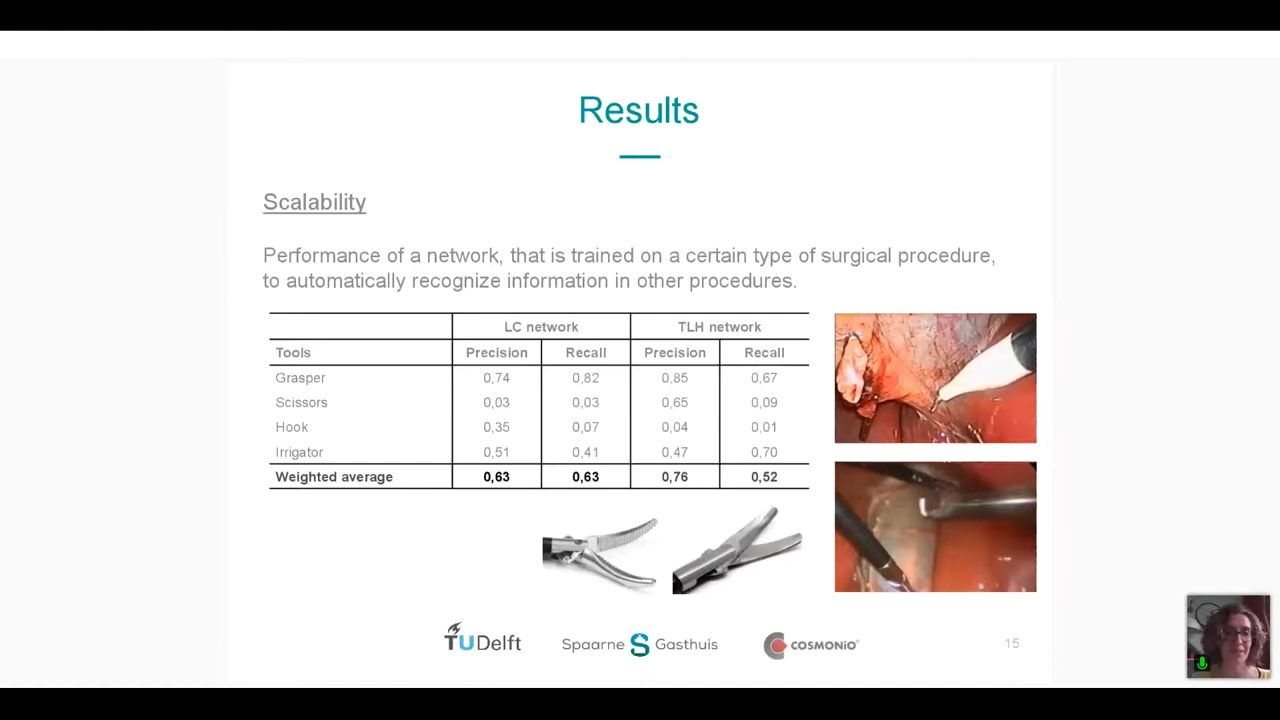 Results
Scalability
Performance of a network, that is trained on a certain type of surgical procedure,
to automatically recognize information in other procedures.
LC network TLH network
Tools Precision Recall Precision Recall
Grasper 0,74 0,82 0,85 0,67
Scissors 0,03 0,03 0,65 0,09
Hook 0,35 0,07 0,04 0,01
Irrigator 0,51 0,41 0,47 0,70
Weighted average 0,63 0,63 0,76 0,52
TUDelft Spaarne Gasthuis COSMONiO 15